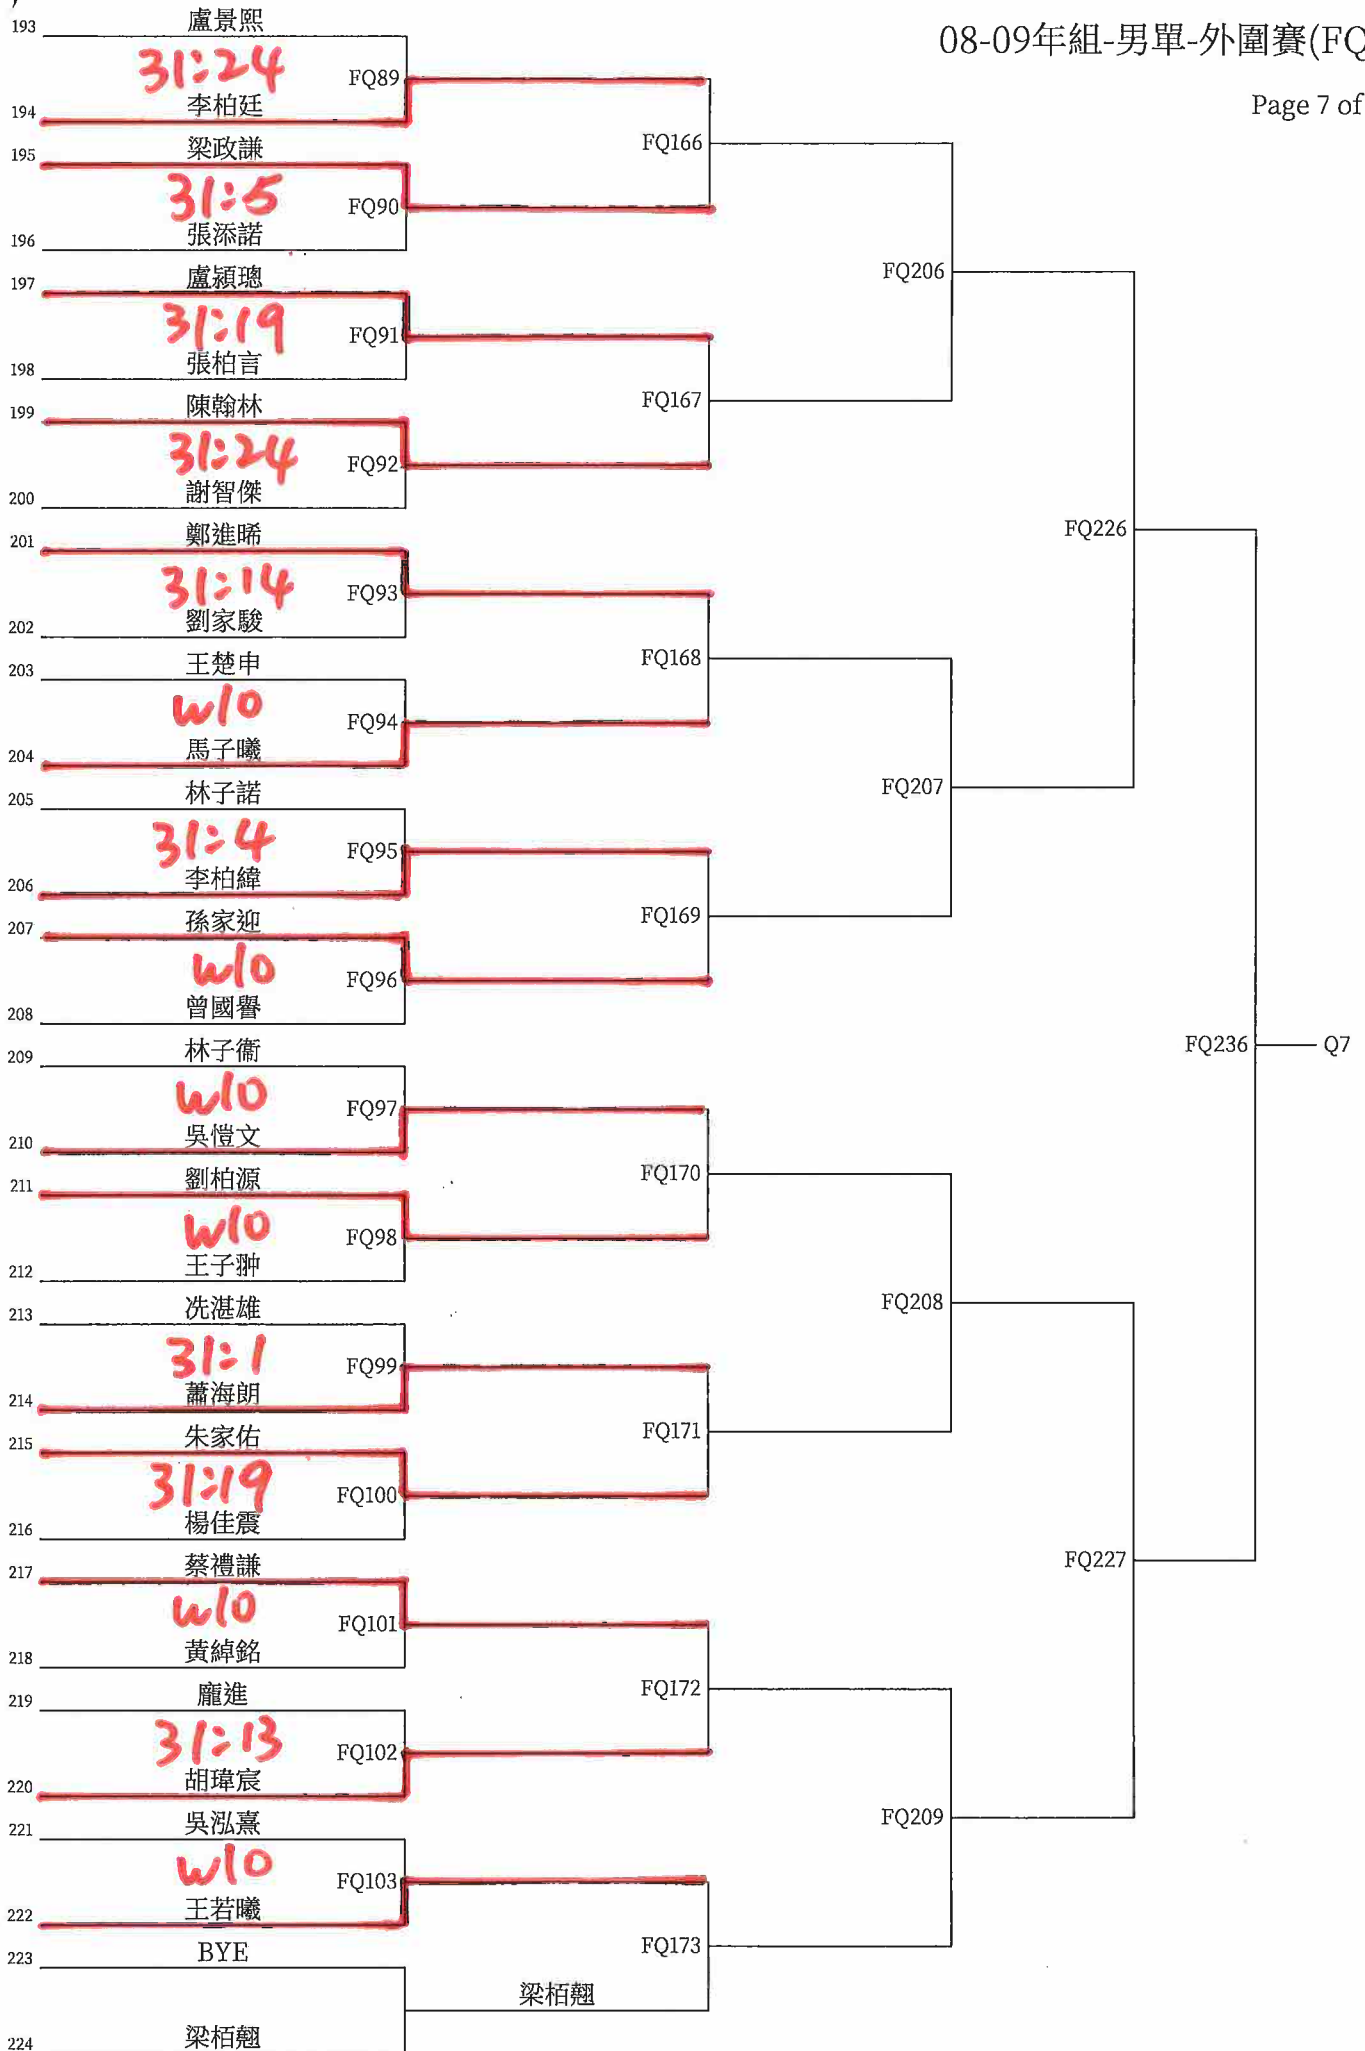 08-09年組-男單-外圍賽(FQ
Page 7 of
193 盧景熙
31:24 FQ89
194 李柏廷
FQ166
195 梁政謙
31:5 FQ90
196 張添諾
FQ206
197 盧潁璁
31:19 FQ91
198 張柏言
FQ167
199 陳翰林
31:24 FQ92
200 謝智傑
FQ226
201 鄭進晞
31:14 FQ93
202 劉家駿
FQ168
203 王楚申
w/o FQ94
204 馬子曦
FQ207
205 林子諾
31:4 FQ95
206 李柏緯
FQ169
207 孫家迎
w/o FQ96
208 曾國譽
FQ236 Q7
209 林子衞
w/o FQ97
210 吳愷文
FQ170
211 劉柏源
w/o FQ98
212 王子翀
FQ208
213 冼湛雄
31:1 FQ99
214 蕭海朗
FQ171
215 朱家佑
31:19 FQ100
216 楊佳震
FQ227
217 蔡禮謙
w/o FQ101
218 黃綽銘
FQ172
219 龐進
31:13 FQ102
220 胡瑋宸
FQ209
221 吳泓熹
w/o FQ103
222 王若曦
FQ173
223 BYE
梁栢翹
224 梁栢翹